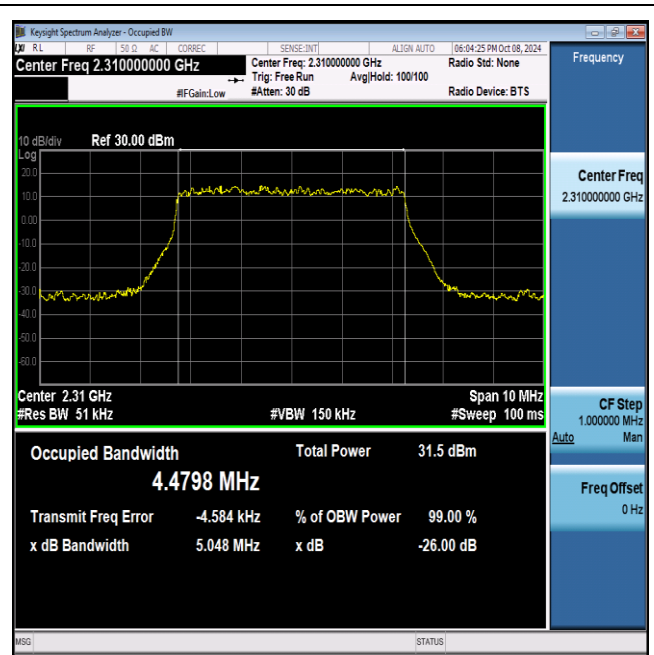 Keysight Spectrum Analyzer - Occupied BW
RL RF 50 Ω AC CORREC SENSE:INT ALIGN AUTO 06:04:25 PM Oct 08, 2024
Center Freq 2.310000000 GHz
Center Freq: 2.310000000 GHz Radio Std: None
Trig: Free Run Avg|Hold: 100/100
#IFGain:Low #Atten: 30 dB Radio Device: BTS
Frequency
10 dB/div Ref 30.00 dBm
Log
20.0
10.0
0.00
-10.0
-20.0
-30.0
-40.0
-50.0
-60.0
Center 2.31 GHz Span 10 MHz
#Res BW 51 kHz #VBW 150 kHz #Sweep 100 ms
Center Freq
2.310000000 GHz
CF Step
1.000000 MHz
Auto Man
Freq Offset
0 Hz
Occupied Bandwidth Total Power 31.5 dBm
4.4798 MHz
Transmit Freq Error -4.584 kHz % of OBW Power 99.00 %
x dB Bandwidth 5.048 MHz x dB -26.00 dB
MSG STATUS